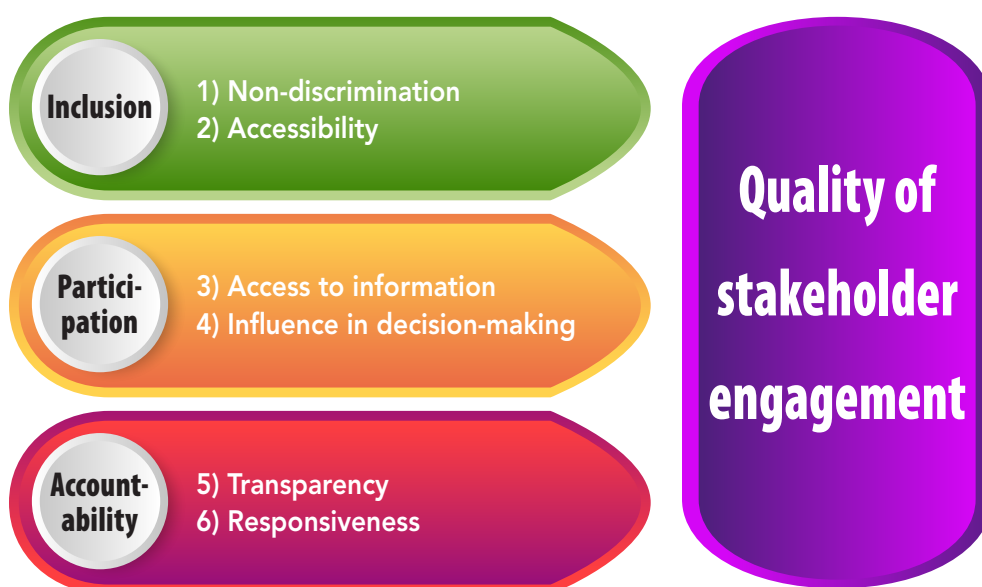 Inclusion
1) Non-discrimination
2) Accessibility
Partici-
pation
3) Access to information
4) Influence in decision-making
Account-
ability
5) Transparency
6) Responsiveness
Quality of
stakeholder
engagement